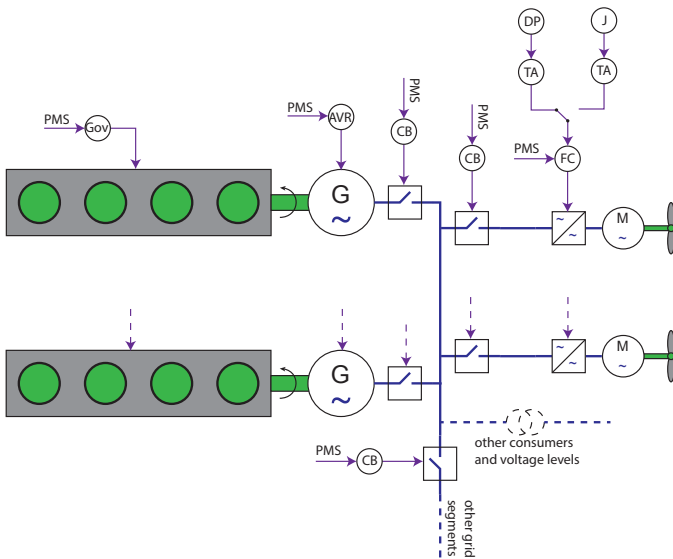 DP
J
TA
TA
PMS
PMS
PMS
Gov
PMS
AVR
CB
CB
PMS
FC
G
~
~
~
M
~
G
~
~
~
M
~
other consumers
and voltage levels
PMS
CB
other grid
segments